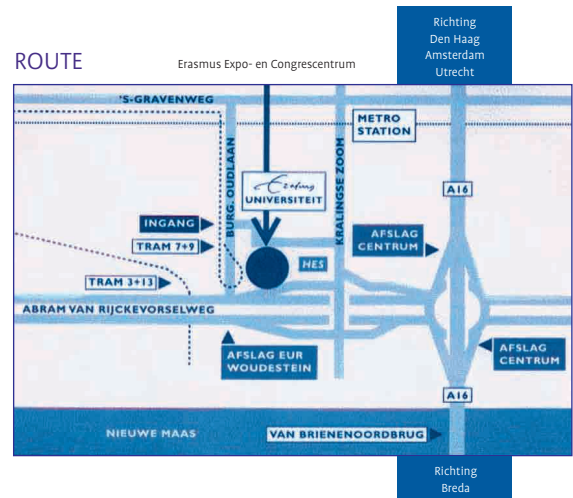 Richting
Den Haag
Amsterdam
Utrecht
ROUTE
Erasmus Expo- en Congrescentrum
'S-GRAVENWEG
METRO
STATION
BURG. OUDLAAN
KRALINGSE ZOOM
Erasmus
UNIVERSITEIT
A16
INGANG
TRAM 7+9
AFSLAG
CENTRUM
HES
TRAM 3+13
ABRAM VAN RIJCKEVORSELWEG
AFSLAG EUR
WOUDESTEIN
AFSLAG
CENTRUM
A16
NIEUWE MAAS
VAN BRIENENOORDBRUG
Richting
Breda